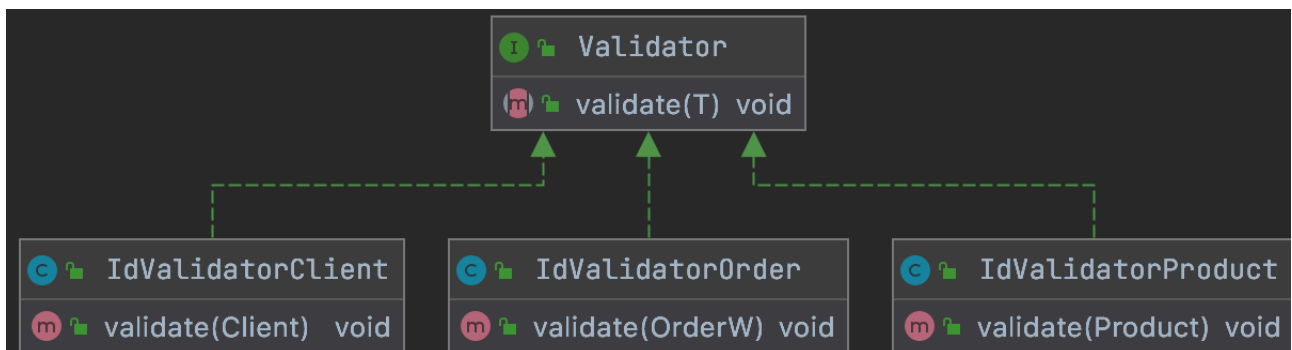 I Validator
m validate(T) void
C IdValidatorClient
m validate(Client) void
C IdValidatorOrder
m validate(OrderW) void
C IdValidatorProduct
m validate(Product) void